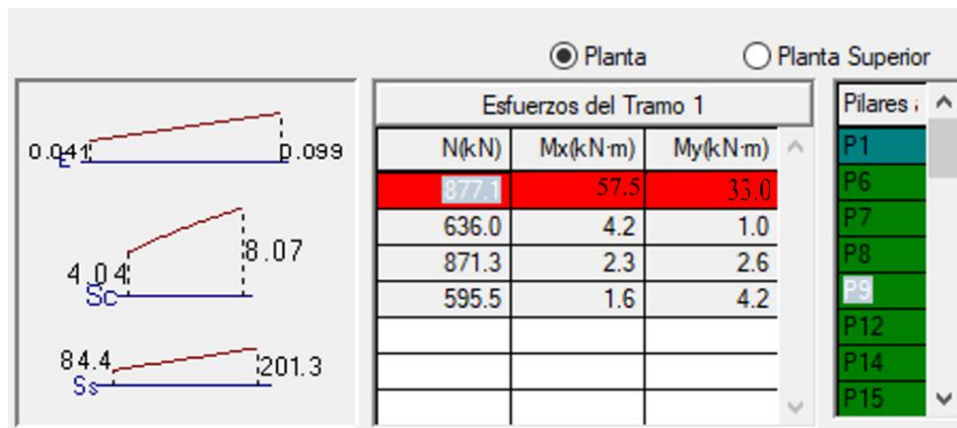 Planta Planta Superior
Esfuerzos del Tramo 1
N(kN) Mx(kN·m) My(kN·m)
877.1 57.5 33.0
636.0 4.2 1.0
871.3 2.3 2.6
595.5 1.6 4.2
Pilares
P1
P6
P7
P8
P9
P12
P14
P15
0.041 0.099
E
4.04 8.07
Sc
84.4 201.3
Ss